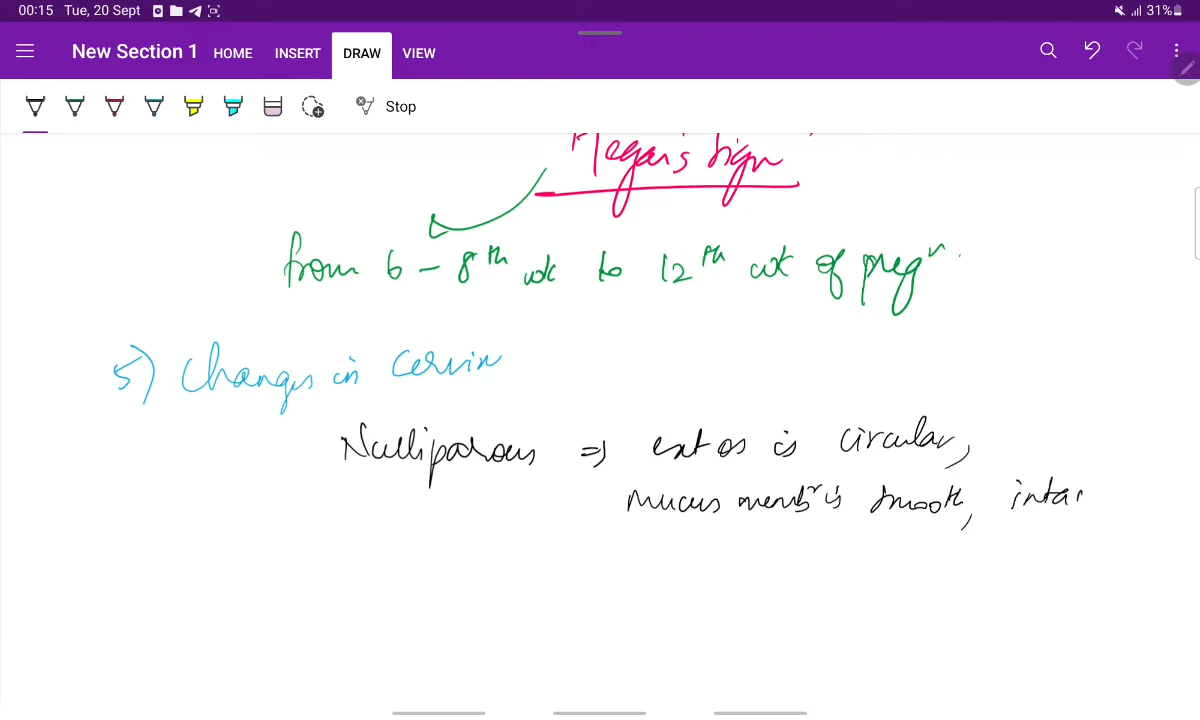 00:15 Tue, 20 Sept 31%
New Section 1 HOME INSERT DRAW VIEW
Stop
Hegar's sign
from 6 - 8th wk to 12th wk of pregn.
5) Changes in Cervix
Nulliparous => ext os is circular,
mucus membr is smooth, intac